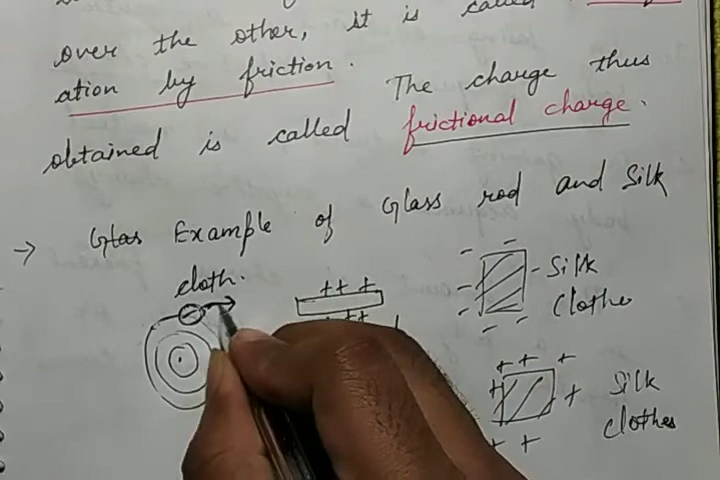 over the other, it is called
ation by friction. The charge thus
obtained is called frictional charge.
→ Glas Example of Glass rod and Silk
cloth.
+ + +
- Silk
clothe
+ +
Silk
clothes